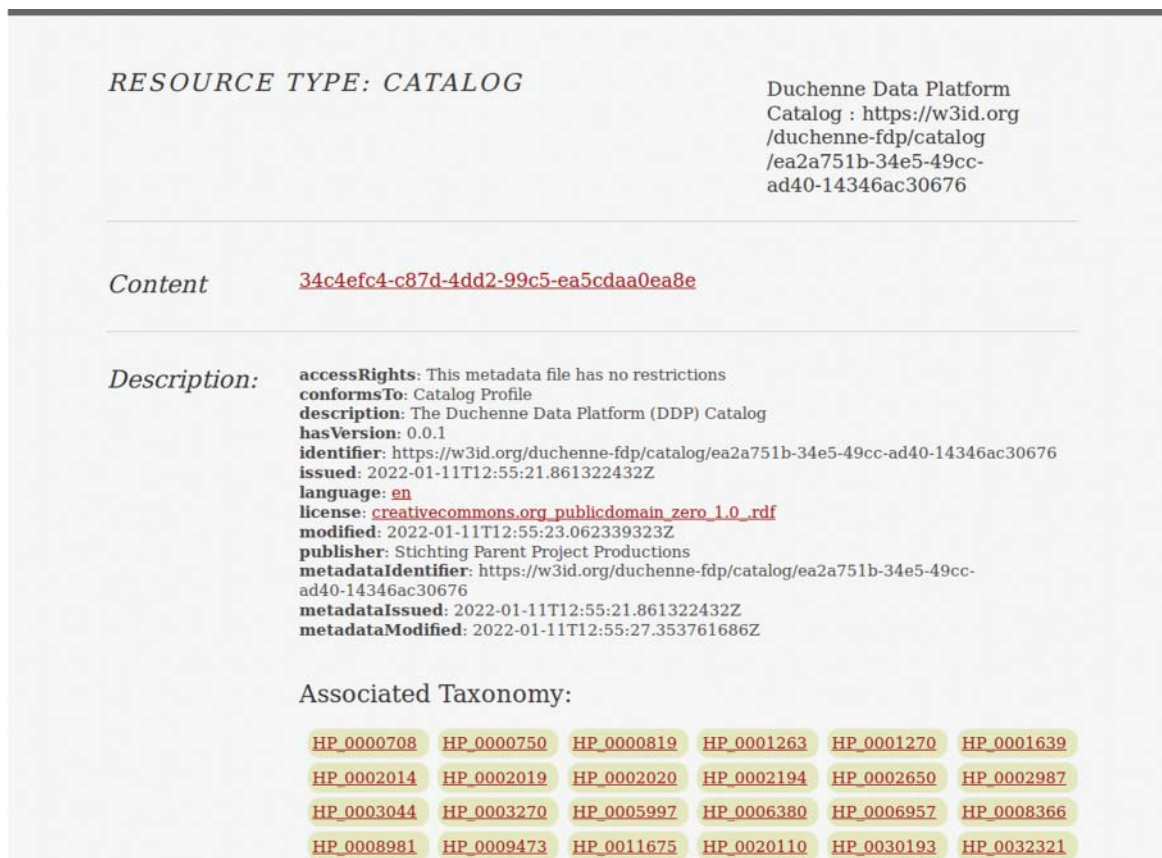 RESOURCE TYPE: CATALOG
Duchenne Data Platform
Catalog : https://w3id.org
/duchenne-fdp/catalog
/ea2a751b-34e5-49cc-
ad40-14346ac30676
Content
34c4efc4-c87d-4dd2-99c5-ea5cdaa0ea8e
Description:
accessRights: This metadata file has no restrictions
conformsTo: Catalog Profile
description: The Duchenne Data Platform (DDP) Catalog
hasVersion: 0.0.1
identifier: https://w3id.org/duchenne-fdp/catalog/ea2a751b-34e5-49cc-ad40-14346ac30676
issued: 2022-01-11T12:55:21.861322432Z
language: en
license: creativecommons.org_publicdomain_zero_1.0_.rdf
modified: 2022-01-11T12:55:23.062339323Z
publisher: Stichting Parent Project Productions
metadataIdentifier: https://w3id.org/duchenne-fdp/catalog/ea2a751b-34e5-49cc-
ad40-14346ac30676
metadataIssued: 2022-01-11T12:55:21.861322432Z
metadataModified: 2022-01-11T12:55:27.353761686Z
Associated Taxonomy:
HP_0000708 HP_0000750 HP_0000819 HP_0001263 HP_0001270 HP_0001639
HP_0002014 HP_0002019 HP_0002020 HP_0002194 HP_0002650 HP_0002987
HP_0003044 HP_0003270 HP_0005997 HP_0006380 HP_0006957 HP_0008366
HP_0008981 HP_0009473 HP_0011675 HP_0020110 HP_0030193 HP_0032321